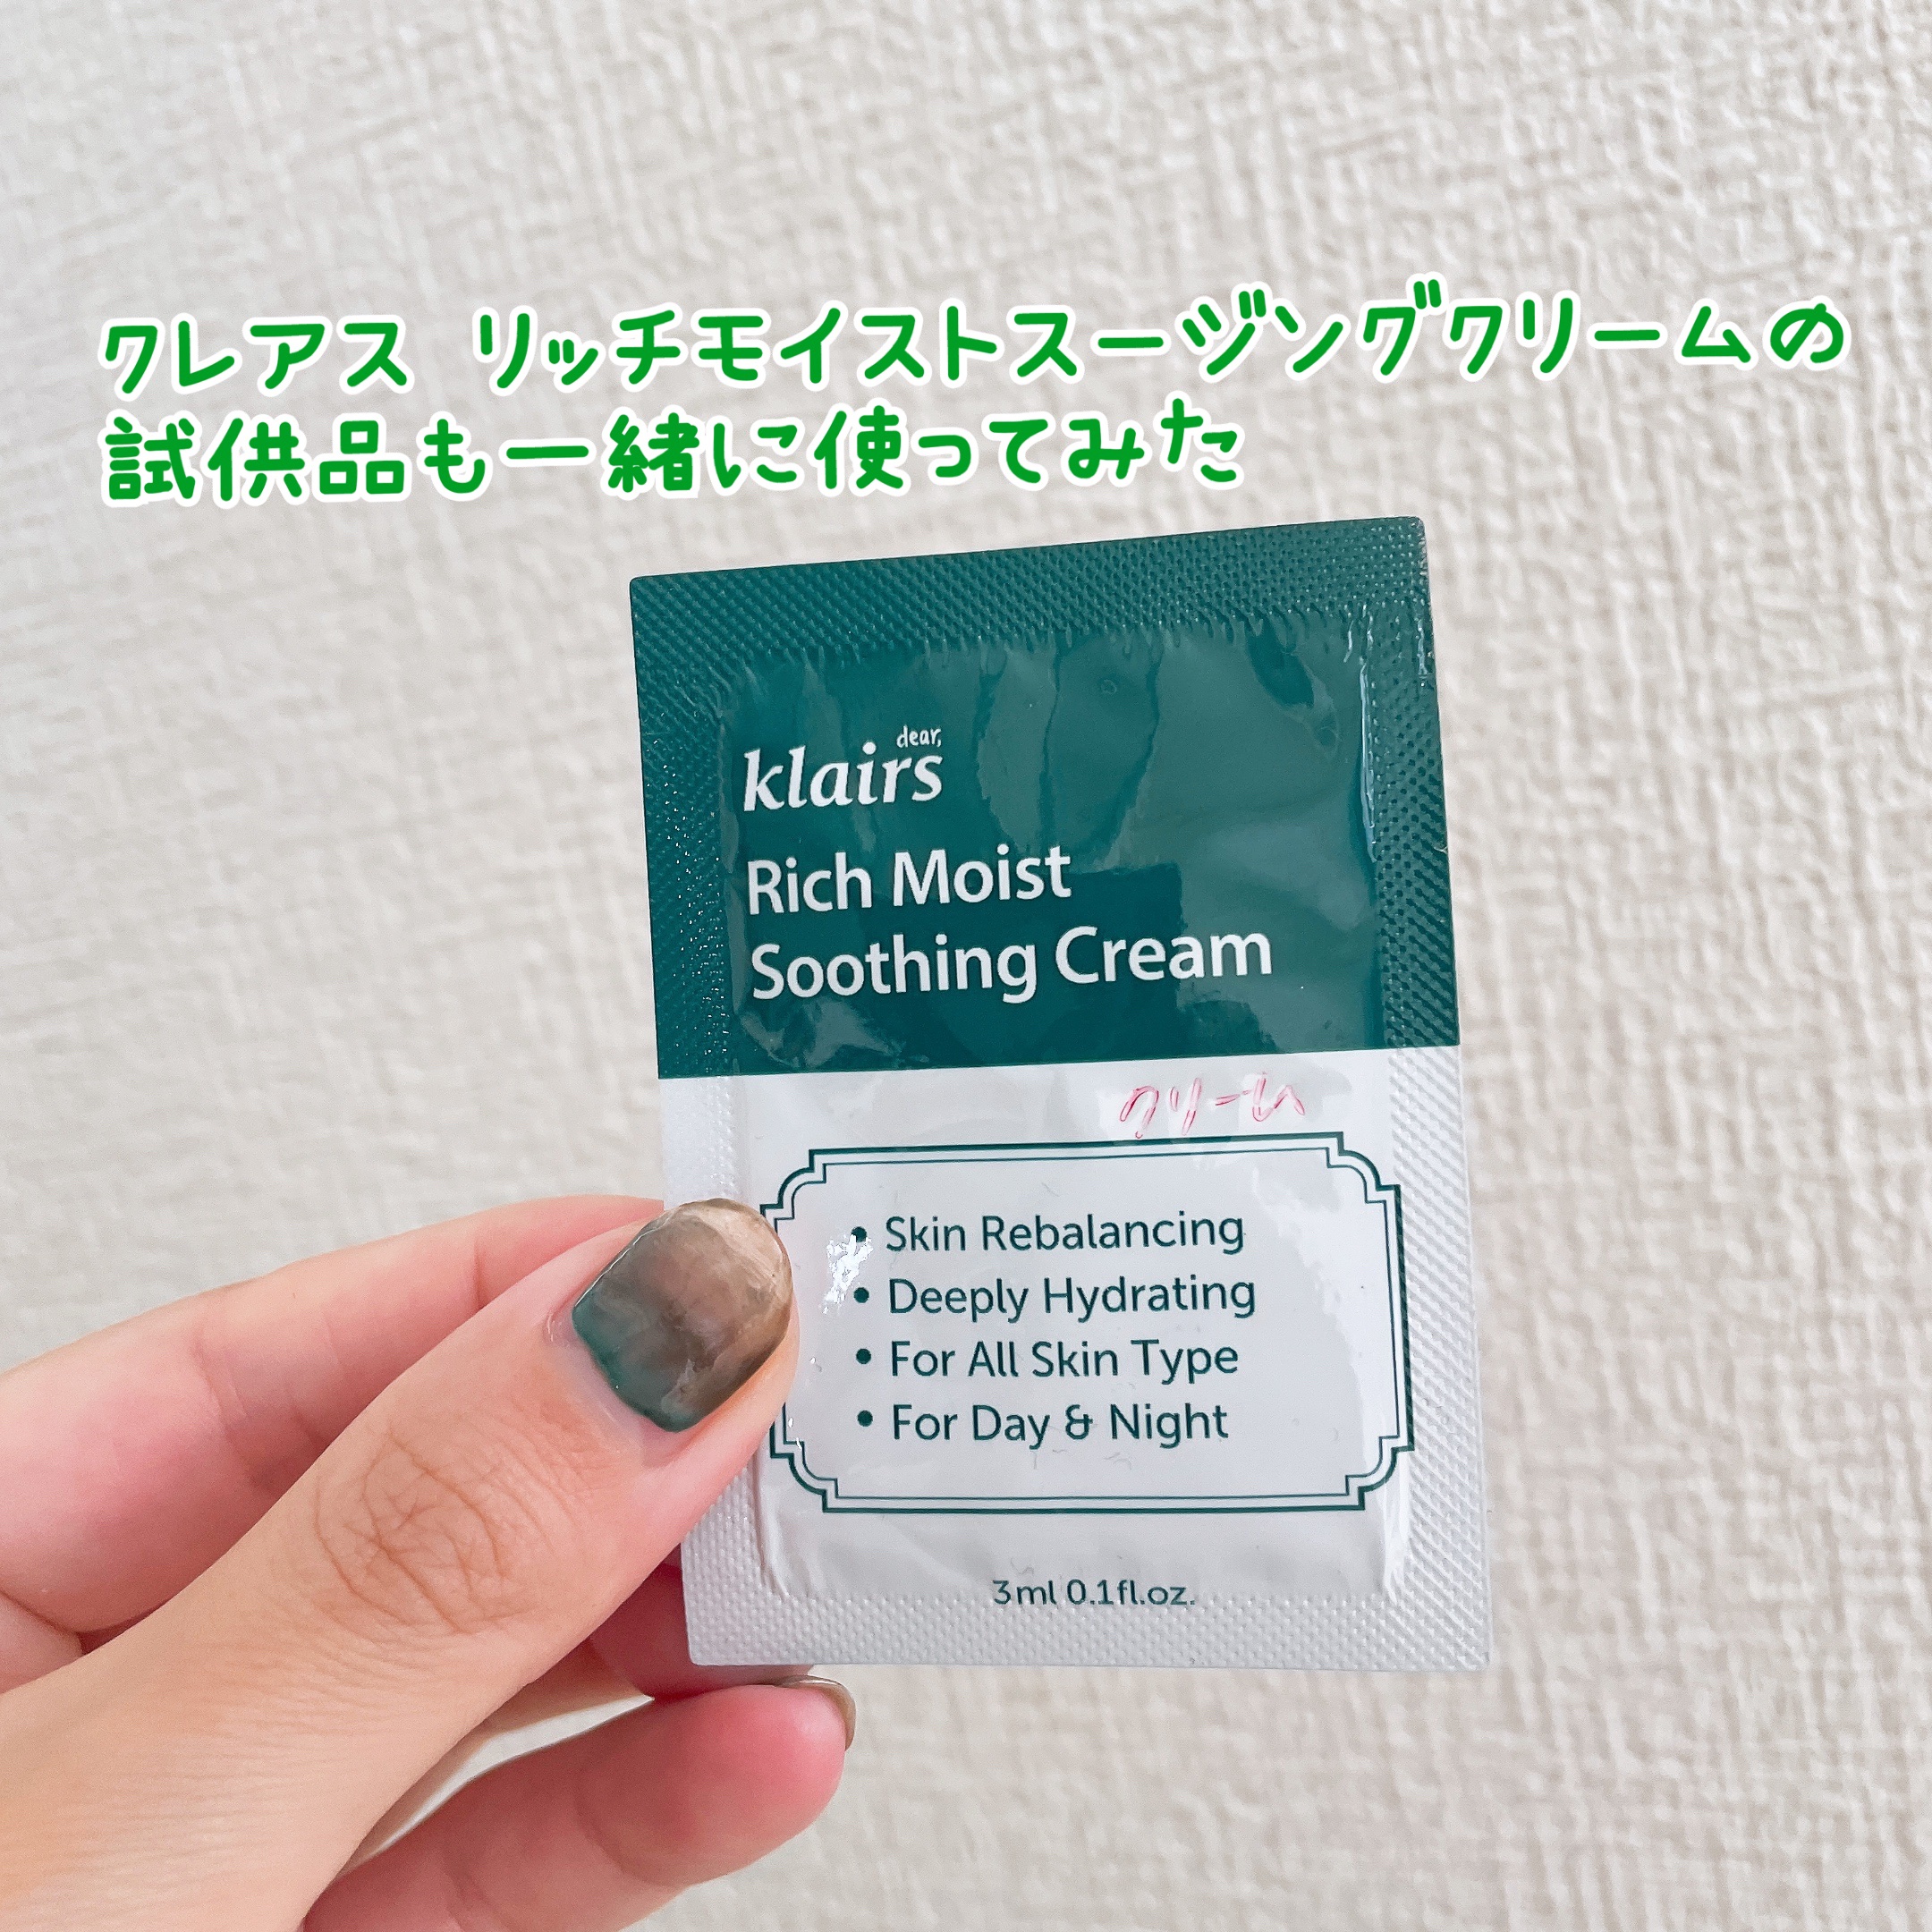 クレアス リッチモイストスージングクリームの
試供品も一緒に使ってみた
dear,
klairs
Rich Moist
Soothing Cream
クリーム
• Skin Rebalancing
• Deeply Hydrating
• For All Skin Type
• For Day & Night
3ml 0.1fl.oz.